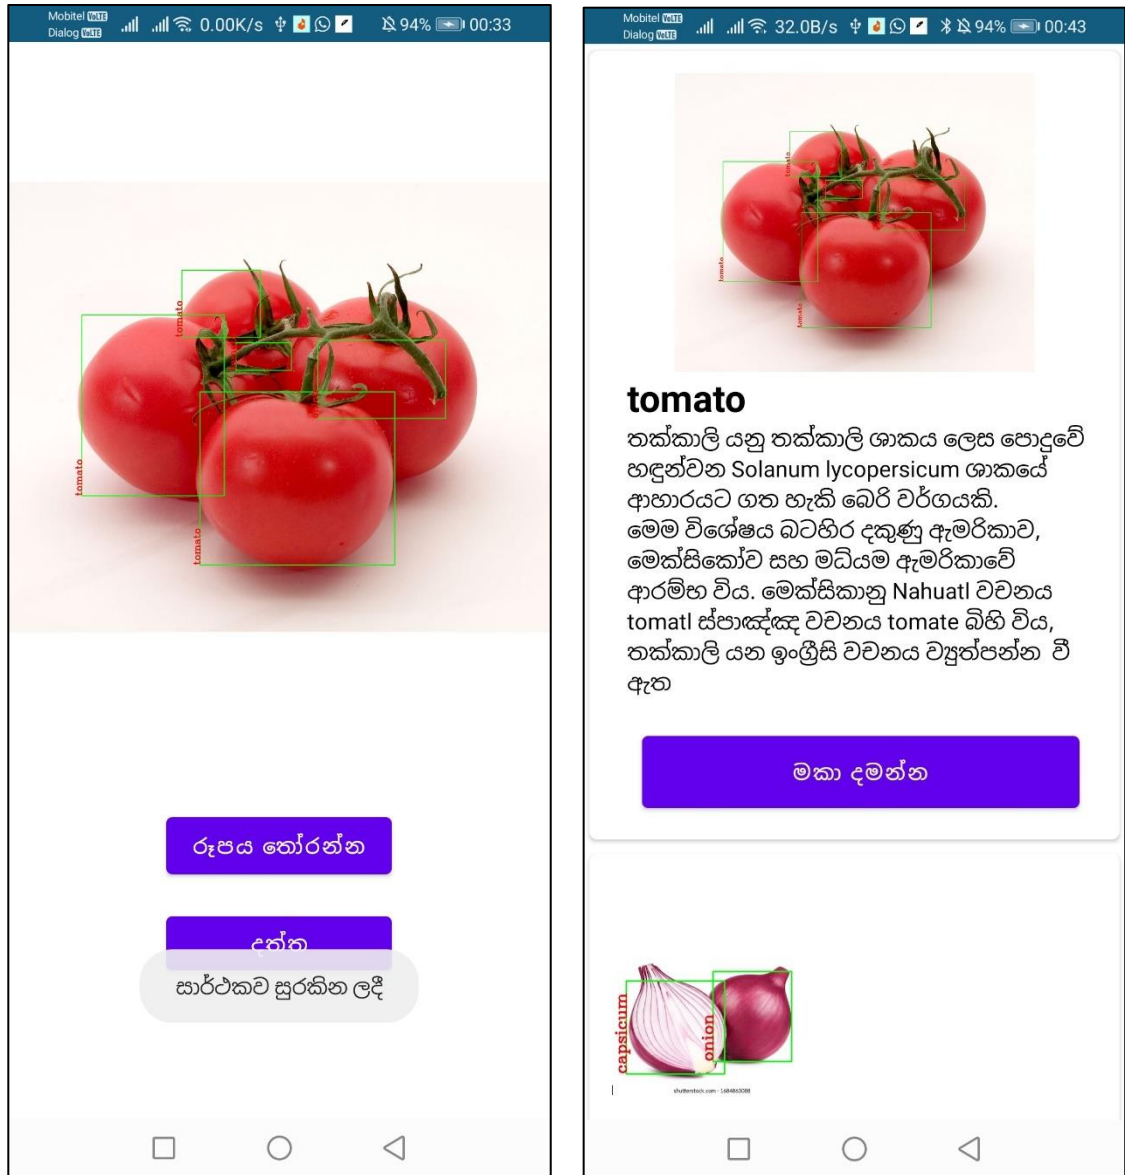 Mobitel VoLTE
Dialog VoLTE
0.00K/s 94% 00:33
tomato
tomato
tomato
රූපය තෝරන්න
දත්ත
සාර්ථකව සුරකින ලදී
Mobitel VoLTE
Dialog VoLTE
32.0B/s 94% 00:43
tomato
tomato
tomato
tomato
තක්කාලි යනු තක්කාලි ශාකය ලෙස පොදුවේ
හඳුන්වන Solanum lycopersicum ශාකයේ
ආහාරයට ගත හැකි බෙරි වර්ගයකි.
මෙම විශේෂය බටහිර දකුණු ඇමරිකාව,
මෙක්සිකෝව සහ මධ්‍යම ඇමරිකාවේ
ආරම්භ විය. මෙක්සිකානු Nahuatl වචනය
tomatl ස්පාඤ්ඤ වචනය tomate බිහි විය,
තක්කාලි යන ඉංග්‍රීසි වචනය ව්‍යුත්පන්න වී
ඇත
මකා දමන්න
capsicum
onion
shutterstock.com - 1684863088